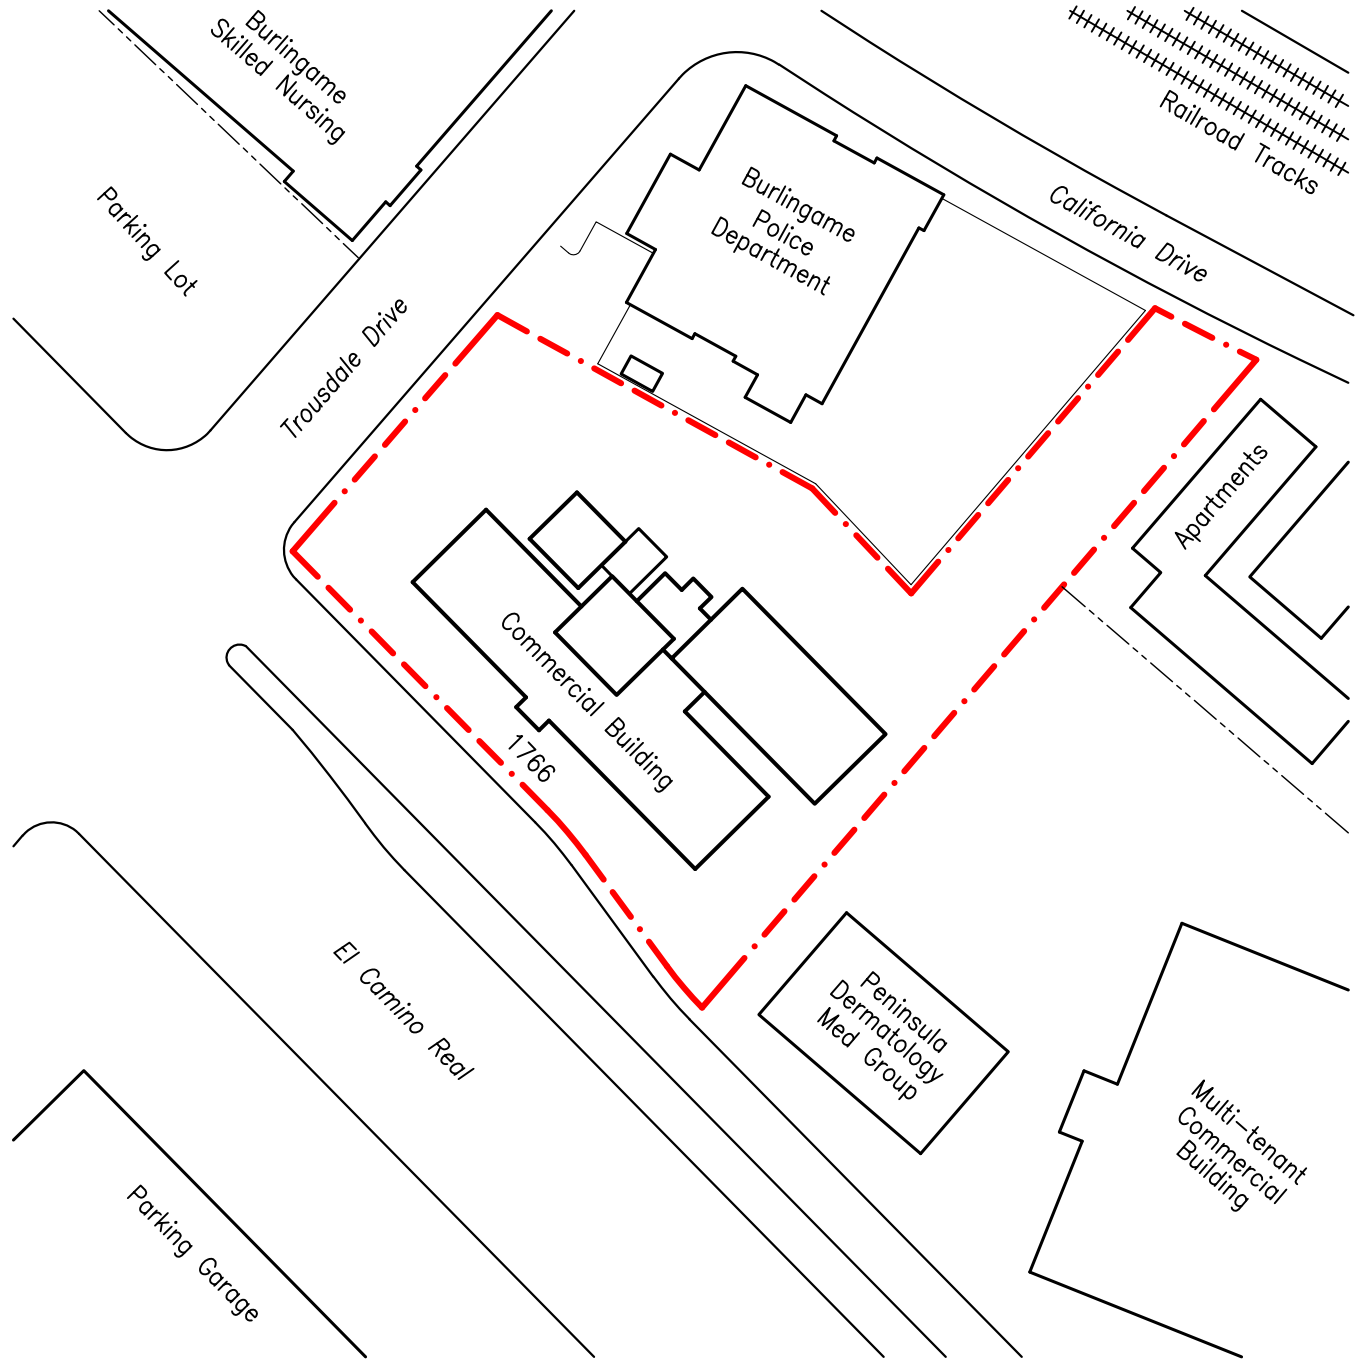 Burlingame
Skilled Nursing
Railroad Tracks
Parking Lot
Burlingame
Police
Department
California Drive
Trousdale Drive
Apartments
Commercial Building
1766
El Camino Real
Peninsula
Dermatology
Med Group
Multi-tenant
Commercial
Building
Parking Garage